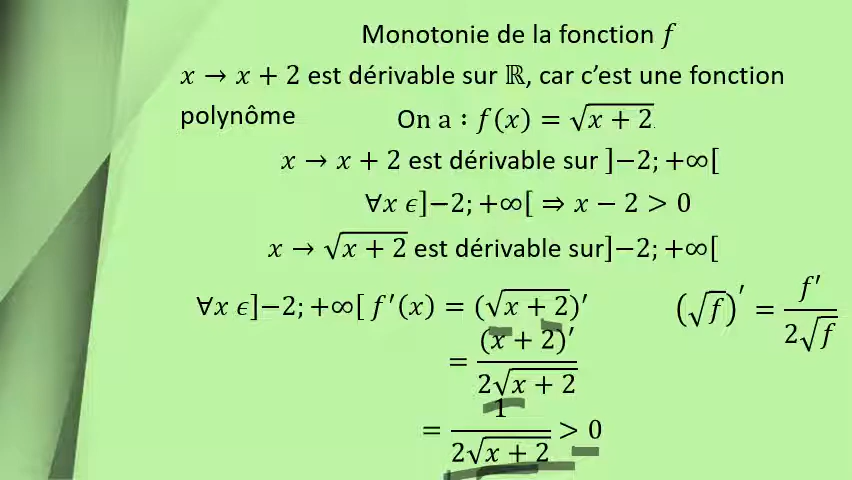 Monotonie de la fonction f
x → x + 2 est dérivable sur ℝ, car c’est une fonction
polynôme On a : f(x) = √(x + 2)
x → x + 2 est dérivable sur ]−2; +∞[
∀x ϵ]−2; +∞[ ⇒ x − 2 > 0
x → √(x + 2) est dérivable sur]−2; +∞[
∀x ϵ]−2; +∞[ f′(x) = (√(x + 2))′ (√f)′ = f′/(2√f)
= (x + 2)′/(2√(x + 2))
= 1/(2√(x + 2)) > 0